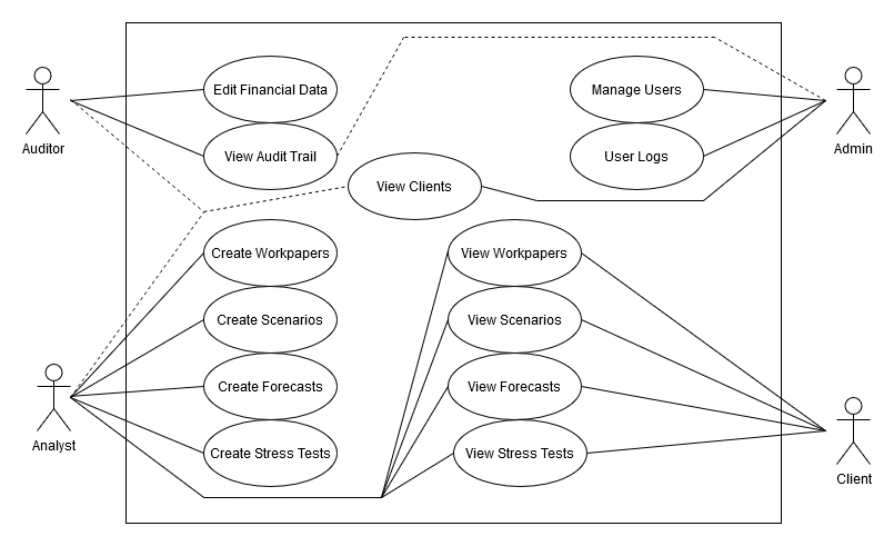 Edit Financial Data
Manage Users
Auditor
View Audit Trail
User Logs
Admin
View Clients
Create Workpapers
View Workpapers
Create Scenarios
View Scenarios
Create Forecasts
View Forecasts
Analyst
Create Stress Tests
View Stress Tests
Client